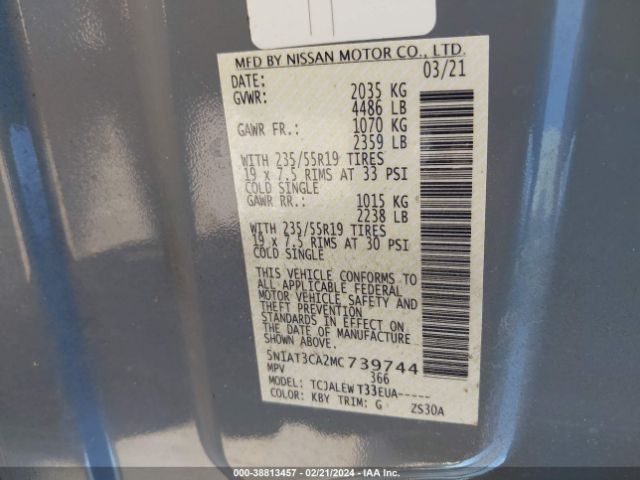 MFD BY NISSAN MOTOR CO., LTD.
DATE: 03/21
GVWR: 2035 KG
4486 LB
GAWR FR.: 1070 KG
2359 LB
WITH 235/55R19 TIRES
19 x 7.5 RIMS AT 33 PSI
COLD SINGLE
GAWR RR.: 1015 KG
2238 LB
WITH 235/55R19 TIRES
19 x 7.5 RIMS AT 30 PSI
COLD SINGLE
THIS VEHICLE CONFORMS TO
ALL APPLICABLE FEDERAL
MOTOR VEHICLE SAFETY AND
THEFT PREVENTION
STANDARDS IN EFFECT ON
THE DATE OF MANUFACTURE
SHOWN ABOVE.
5N1AT3CA2MC739744
MPV 366
MODEL: TCJALEWT33EUA-----
COLOR: KBY TRIM: G ZS30A
000-38813457 - 02/21/2024 - IAA Inc.